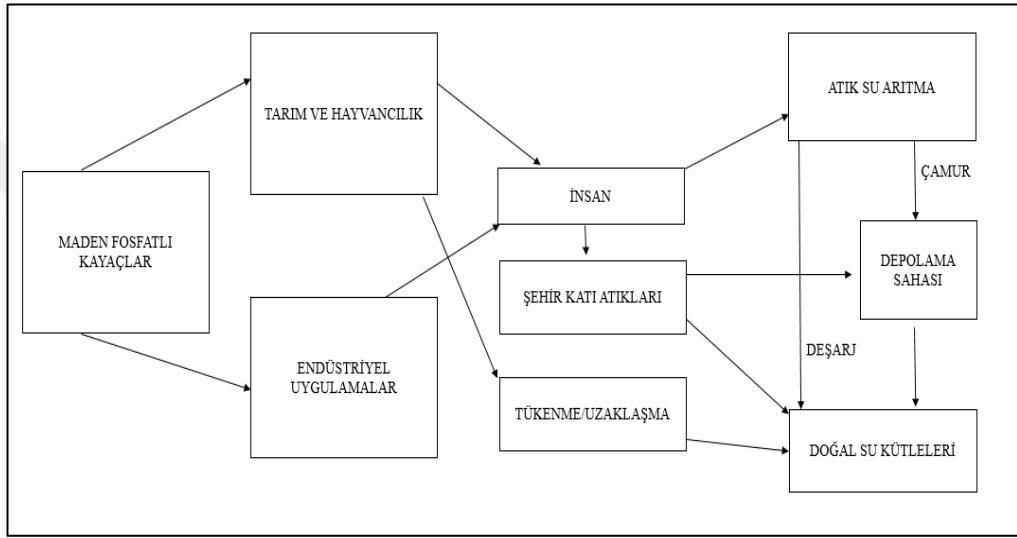 TARIM VE HAYVANCILIK
ATIK SU ARITMA
ÇAMUR
İNSAN
MADEN FOSFATLI
KAYAÇLAR
DEPOLAMA
SAHASI
ŞEHİR KATI ATIKLARI
DEŞARJ
ENDÜSTRİYEL
UYGULAMALAR
TÜKENME/UZAKLAŞMA
DOĞAL SU KÜTLELERİ